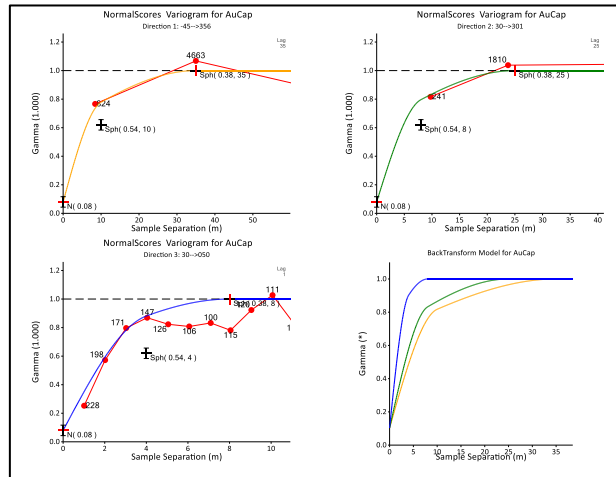 NormalScores Variogram for AuCap
Direction 1: -45-->356
Lag
35
Gamma (1.000)
1.2
1.0
0.8
0.6
0.4
0.2
0.0
624
4663
Sph( 0.38, 35 )
Sph( 0.54, 10 )
N( 0.08 )
0 10 20 30 40 50
Sample Separation (m)
NormalScores Variogram for AuCap
Direction 2: 30-->301
Lag
25
Gamma (1.000)
1.2
1.0
0.8
0.6
0.4
0.2
0.0
241
1810
Sph( 0.38, 25 )
Sph( 0.54, 8 )
N( 0.08 )
0 5 10 15 20 25 30 35 40
Sample Separation (m)
NormalScores Variogram for AuCap
Direction 3: 30-->050
Lag
Gamma (1.000)
1.2
1.0
0.8
0.6
0.4
0.2
0.0
228
198
171
147
126
106
100
115
111
Sph( 0.38, 8 )
Sph( 0.54, 4 )
N( 0.08 )
0 2 4 6 8 10
Sample Separation (m)
BackTransform Model for AuCap
Gamma (*)
1.0
0.8
0.6
0.4
0.2
0.0
0 5 10 15 20 25 30 35
Sample Separation (m)